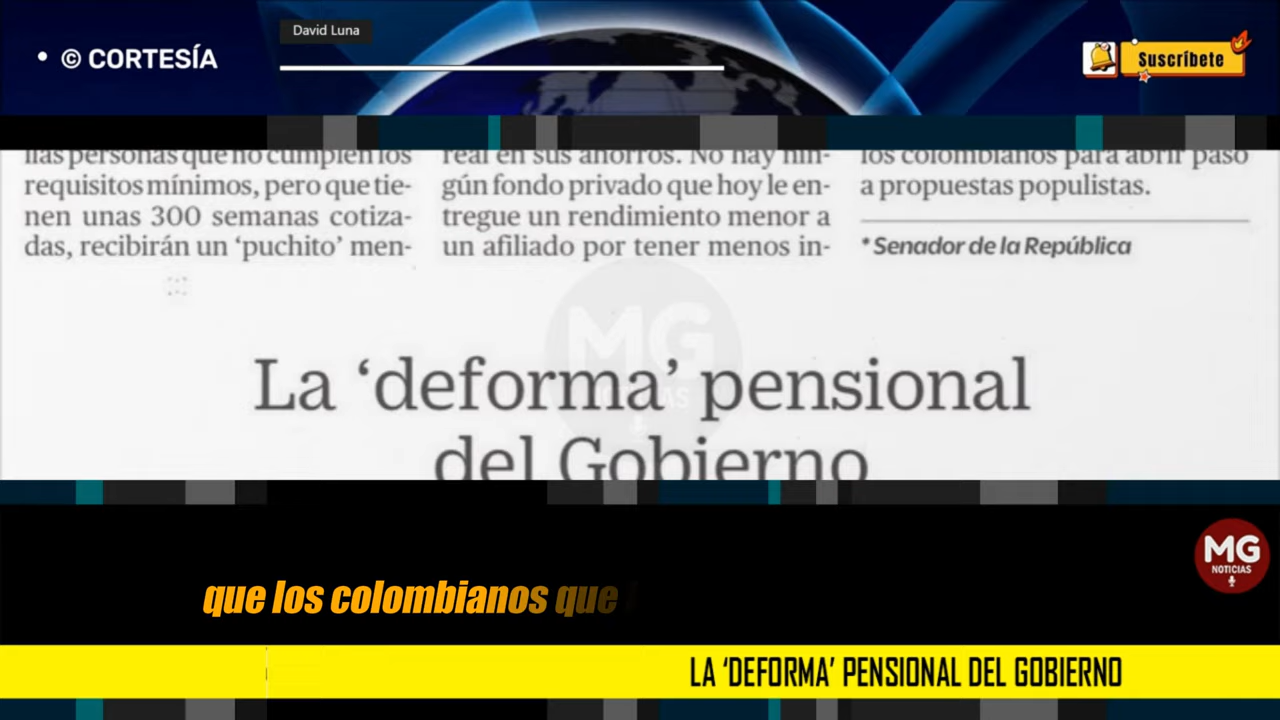 David Luna
• © CORTESÍA
Suscríbete
llas personas que no cumplen los
requisitos mínimos, pero que tie-
nen unas 300 semanas cotiza-
das, recibirán un ‘puchito’ men-
real en sus ahorros. No hay nin-
gún fondo privado que hoy le en-
tregue un rendimiento menor a
un afiliado por tener menos in-
los colombianos para abrir paso
a propuestas populistas.
* Senador de la República
MG
La ‘deforma’ pensional
del Gobierno
MG
NOTICIAS
que los colombianos que
LA ‘DEFORMA’ PENSIONAL DEL GOBIERNO